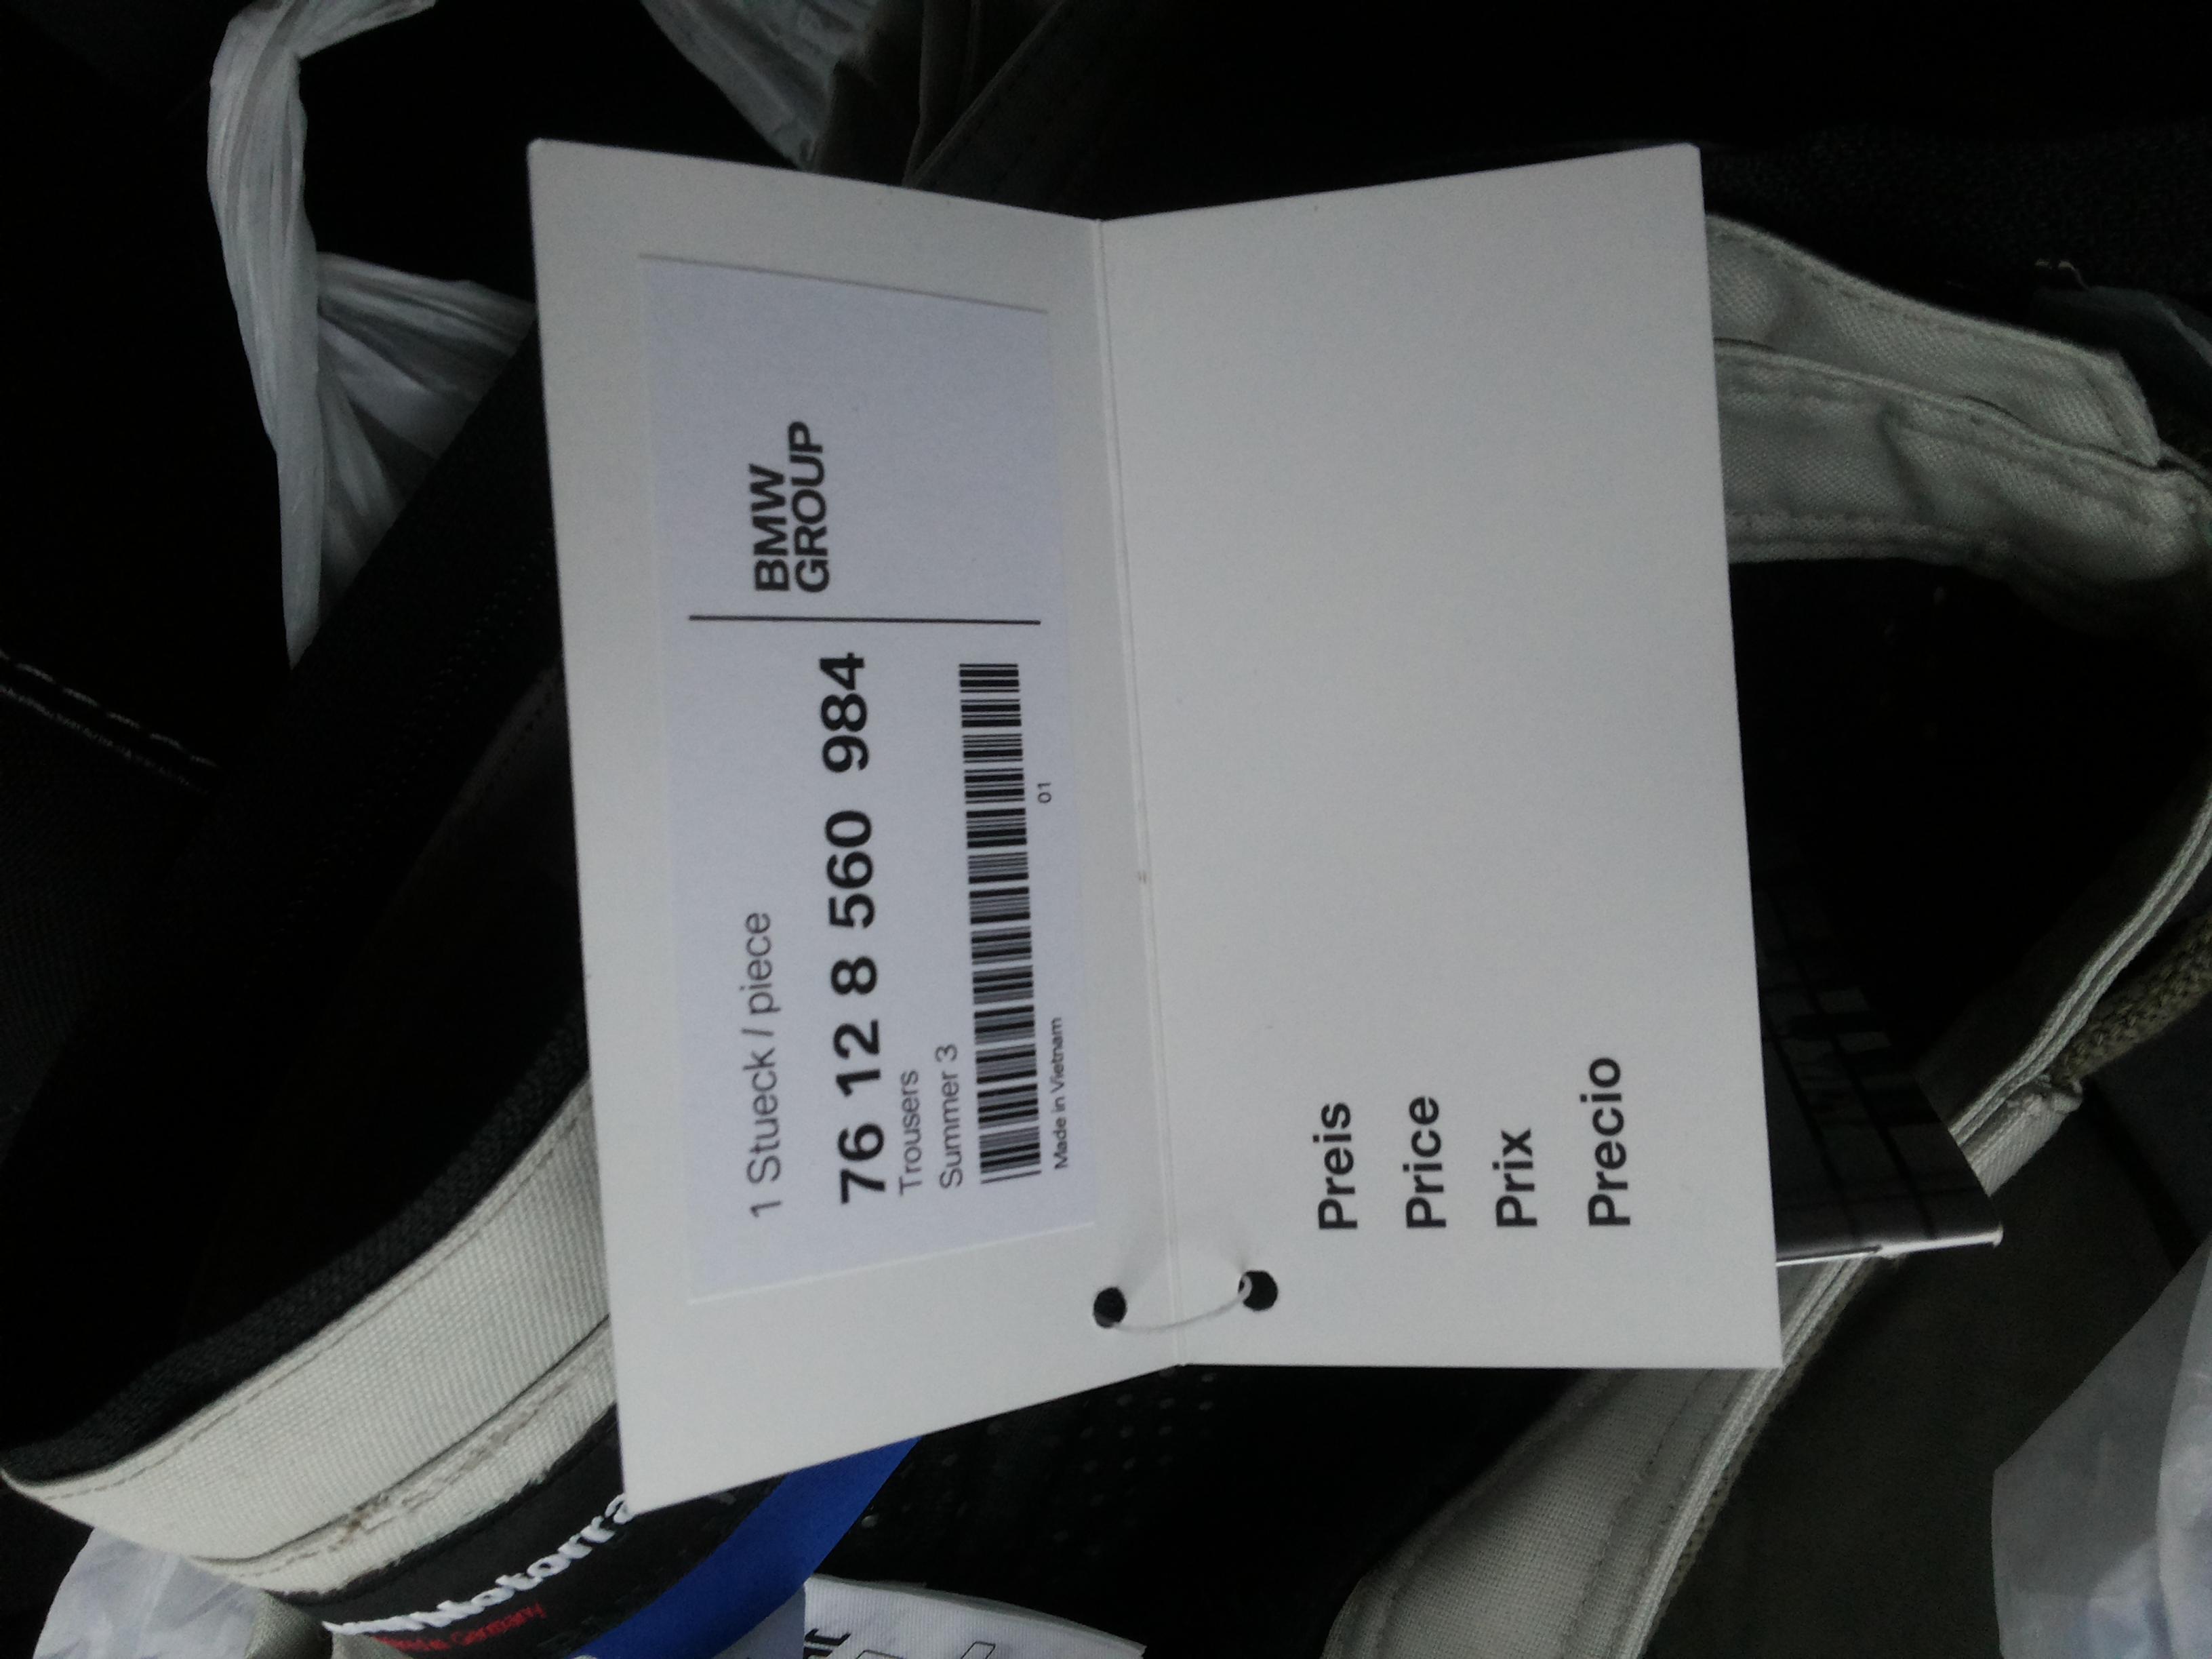 1 Stueck / piece
76 12 8 560 984
Trousers
Summer 3
Made in Vietnam
01
BMW
GROUP
Preis
Price
Prix
Precio